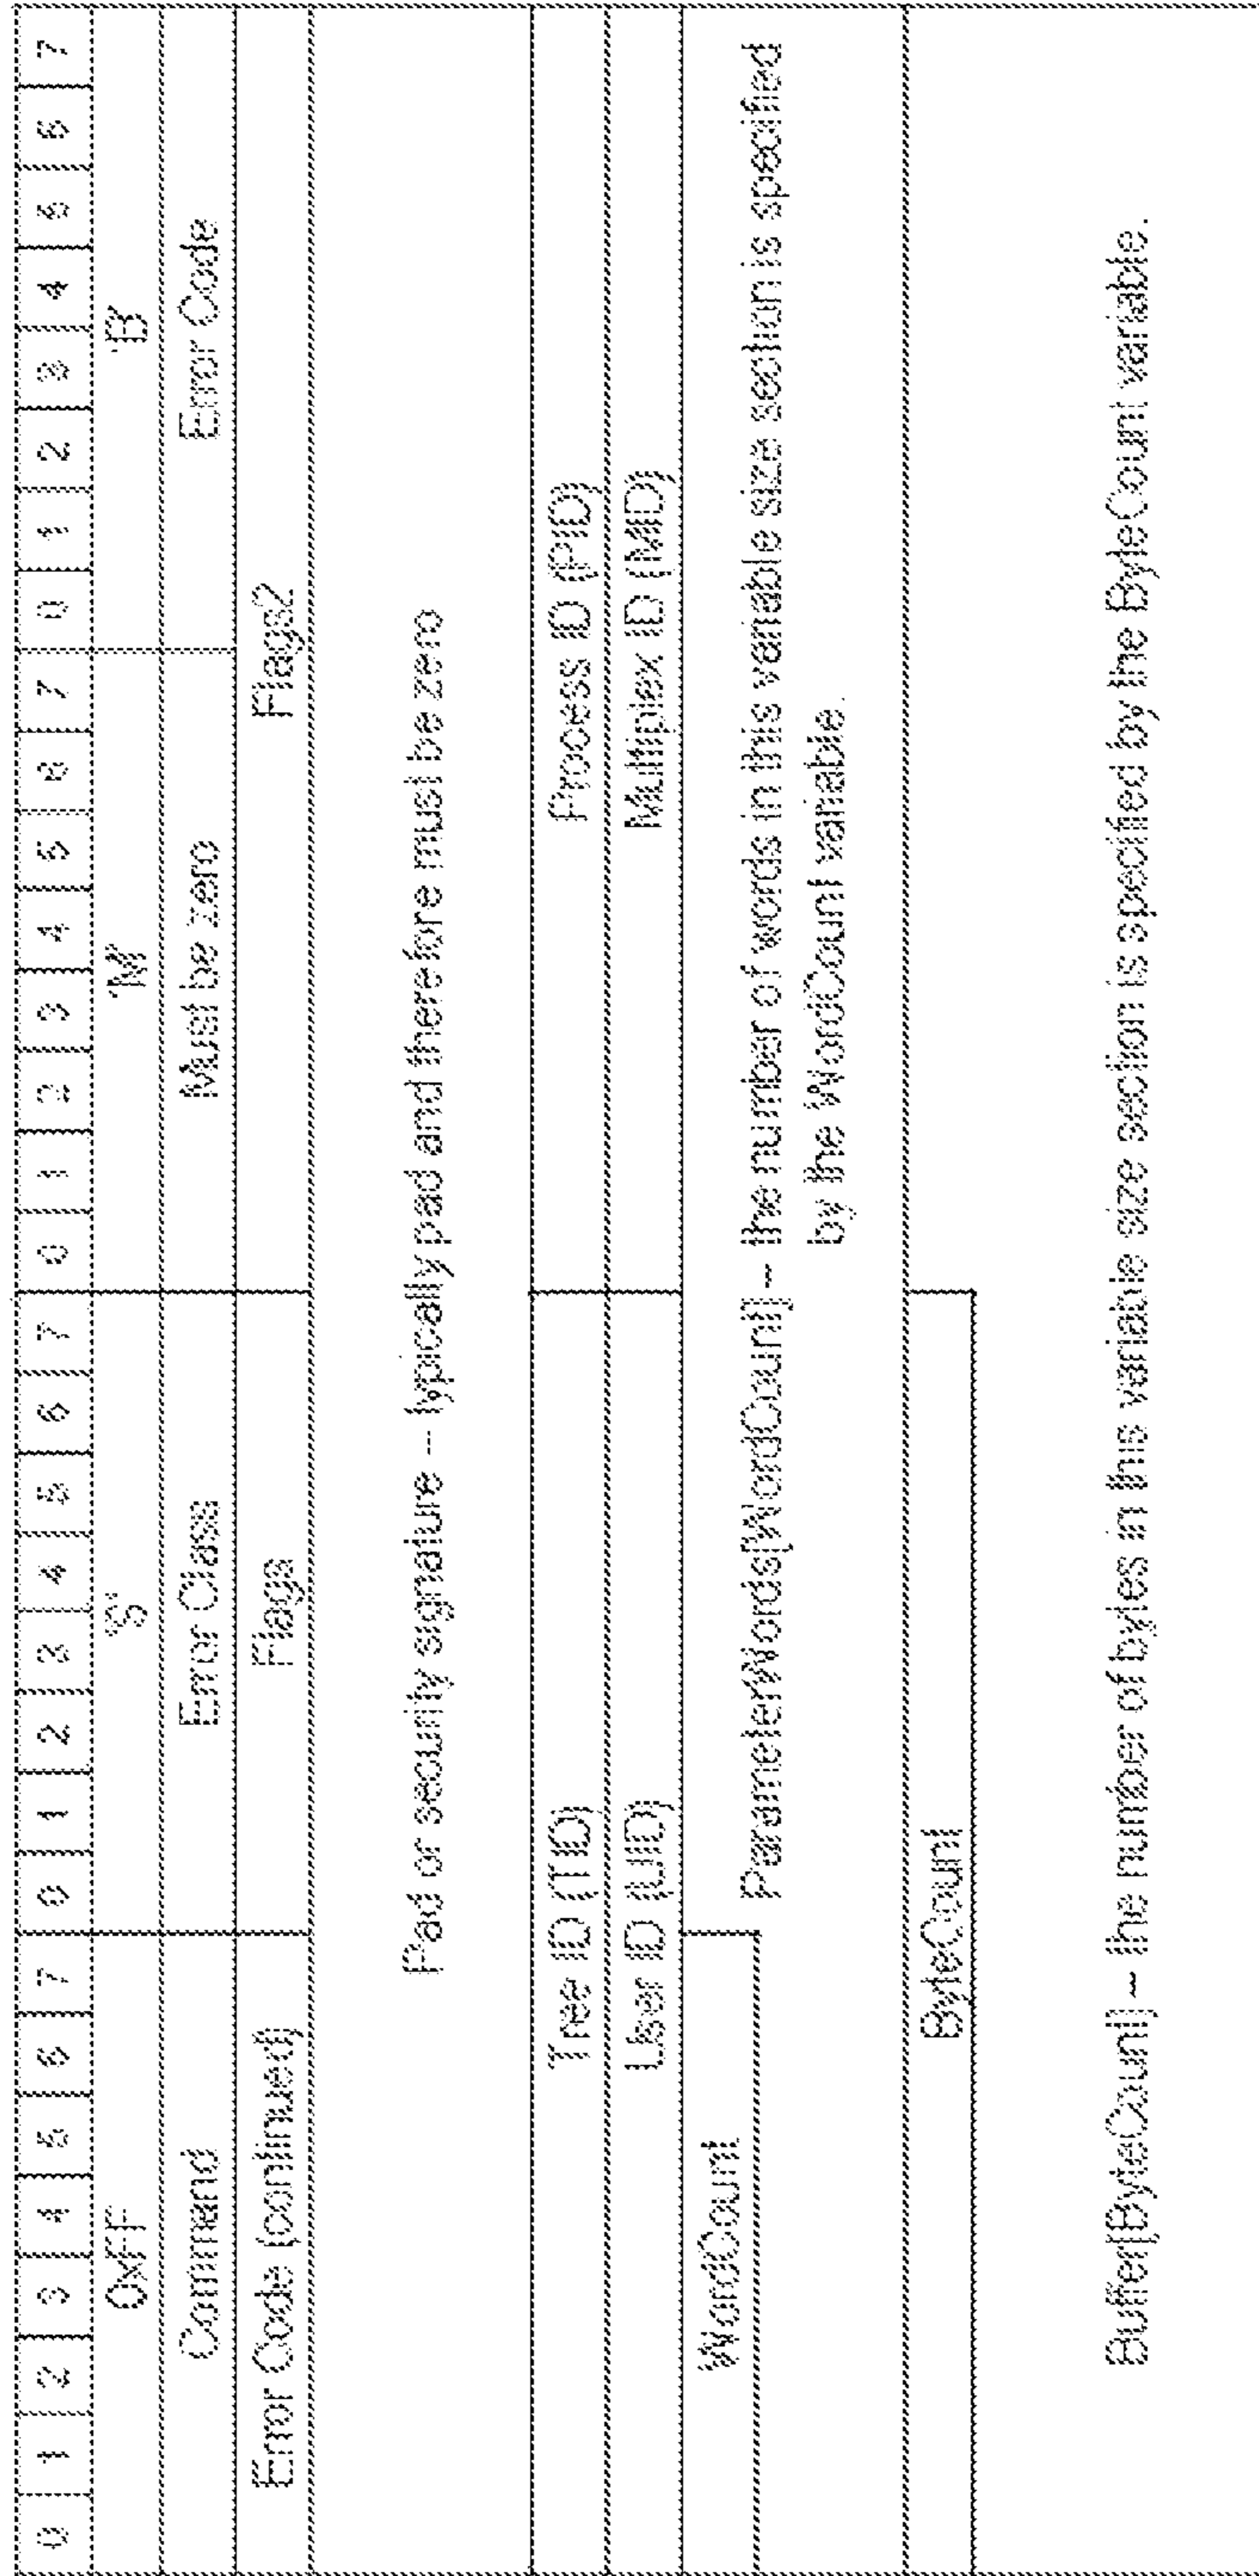 0 1 2 3 4 5 6 7 0 1 2 3 4 5 6 7 0 1 2 3 4 5 6 7 0 1 2 3 4 5 6 7
0xFF 'S' 'M' 'B'
Command Error Class Must be zero Error Code
Error Code (continued) Flags Flags2
Pad or security signature -- typically pad and therefore must be zero
Tree ID (TID) Process ID (PID)
User ID (UID) Multiplex ID (MID)
WordCount ParameterWords[WordCount] -- the number of words in this variable size section is specified
by the WordCount variable.
ByteCount
Buffer[ByteCount] -- the number of bytes in this variable size section is specified by the ByteCount variable.